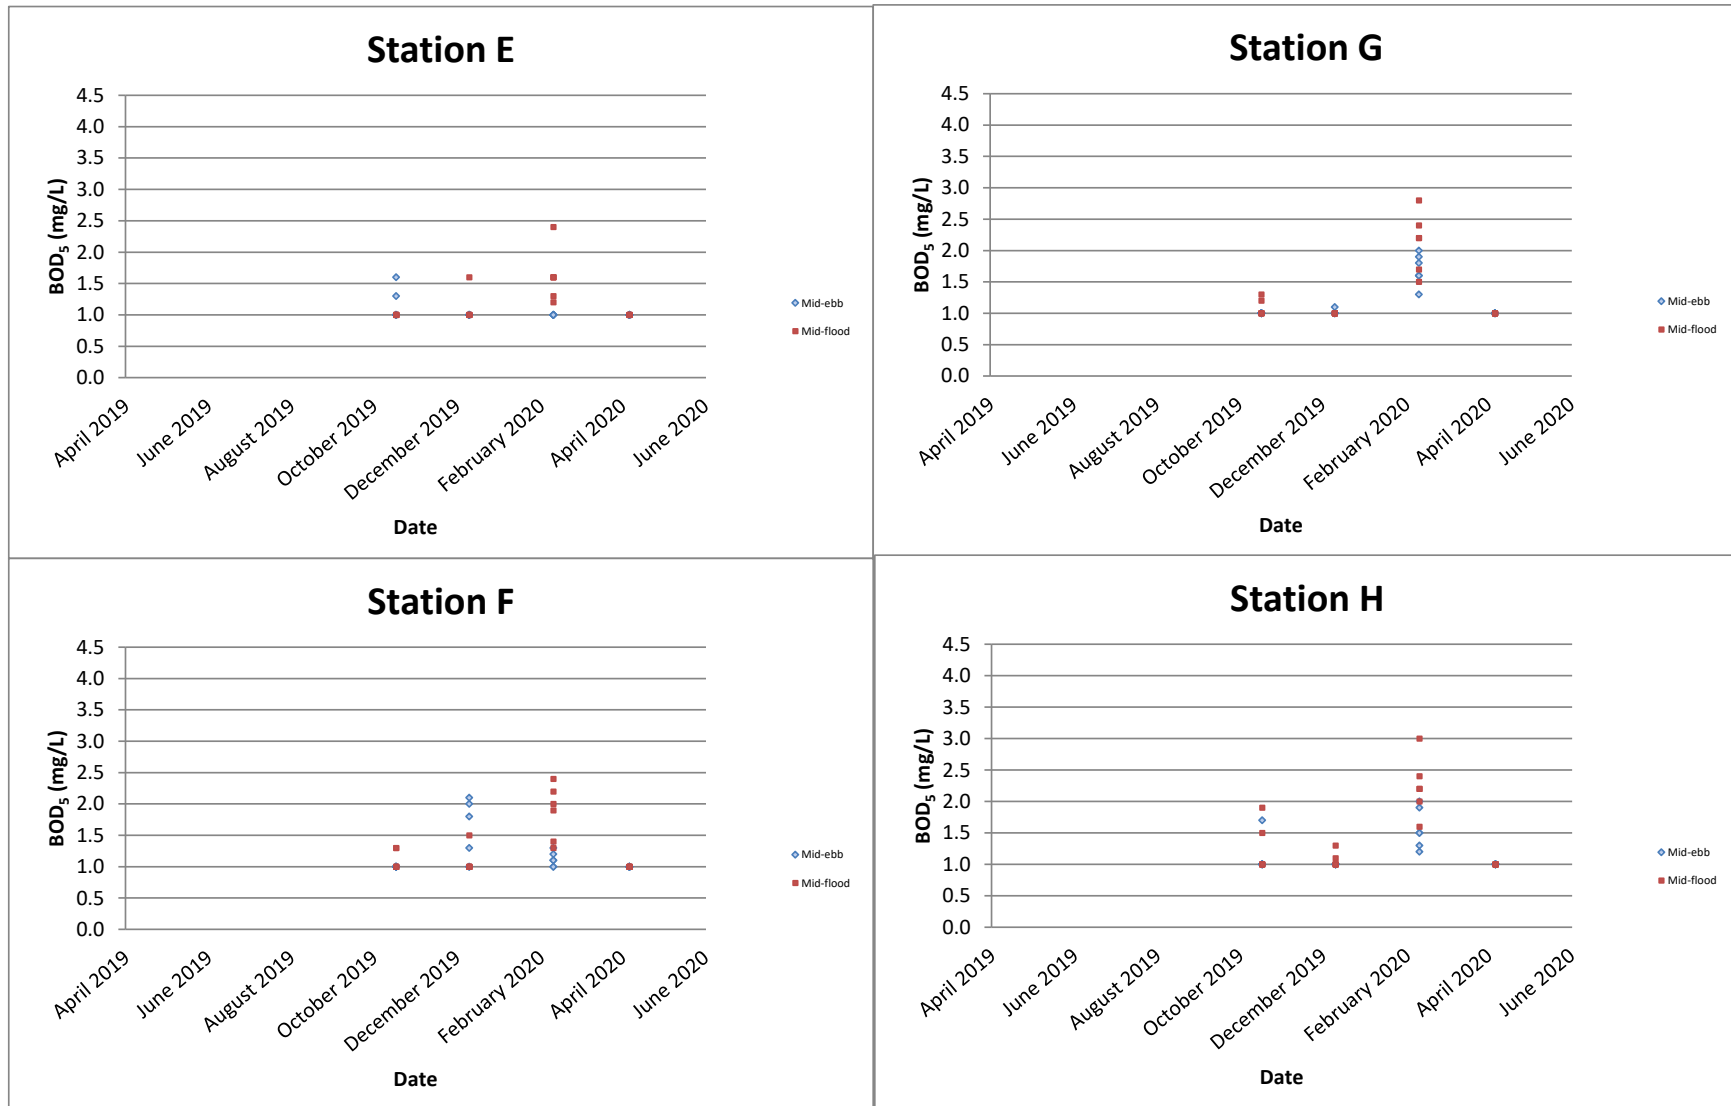 Station E
4.5
4.0
3.5
3.0
2.5
2.0
1.5
1.0
0.5
0.0
BOD5 (mg/L)
April 2019
June 2019
August 2019
October 2019
December 2019
February 2020
April 2020
June 2020
Date
Mid-ebb
Mid-flood
Station G
4.5
4.0
3.5
3.0
2.5
2.0
1.5
1.0
0.5
0.0
BOD5 (mg/L)
April 2019
June 2019
August 2019
October 2019
December 2019
February 2020
April 2020
June 2020
Date
Mid-ebb
Mid-flood
Station F
4.5
4.0
3.5
3.0
2.5
2.0
1.5
1.0
0.5
0.0
BOD5 (mg/L)
April 2019
June 2019
August 2019
October 2019
December 2019
February 2020
April 2020
June 2020
Date
Mid-ebb
Mid-flood
Station H
4.5
4.0
3.5
3.0
2.5
2.0
1.5
1.0
0.5
0.0
BOD5 (mg/L)
April 2019
June 2019
August 2019
October 2019
December 2019
February 2020
April 2020
June 2020
Date
Mid-ebb
Mid-flood